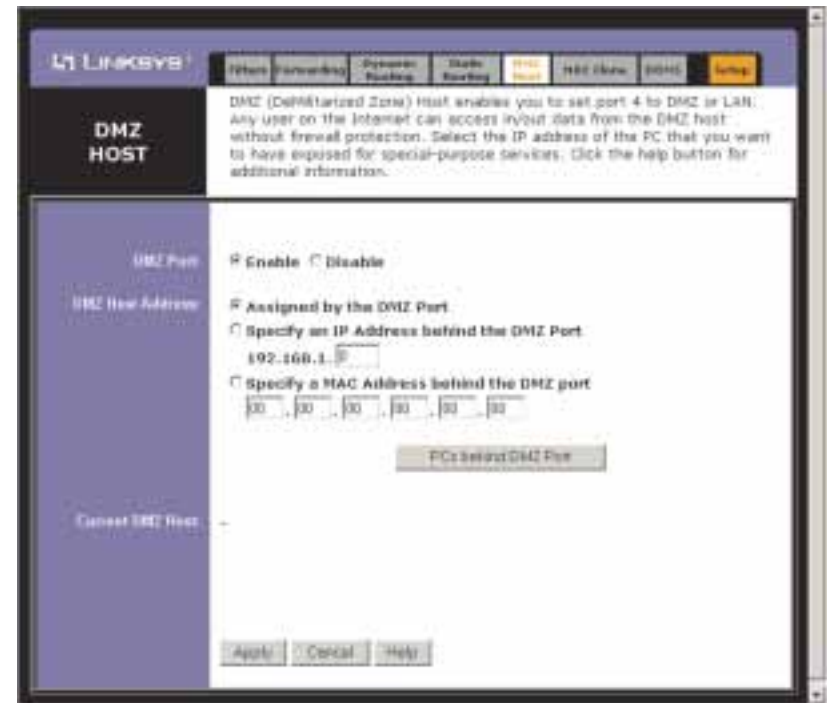 LINKSYS®
Filters Forwarding Dynamic Routing Static Routing DMZ Host MAC Clone DDNS Setup
DMZ HOST
DMZ (DeMilitarized Zone) Host enables you to set port 4 to DMZ or LAN.
Any user on the Internet can access in/out data from the DMZ host
without firewall protection. Select the IP address of the PC that you want
to have exposed for special-purpose services. Click the help button for
additional information.
DMZ Port Enable Disable
DMZ Host Address Assigned by the DMZ Port
Specify an IP Address behind the DMZ Port
192.168.1. 0
Specify a MAC Address behind the DMZ port
00 . 00 . 00 . 00 . 00 . 00
PCs behind DMZ Port
Current DMZ Host --
Apply Cancel Help